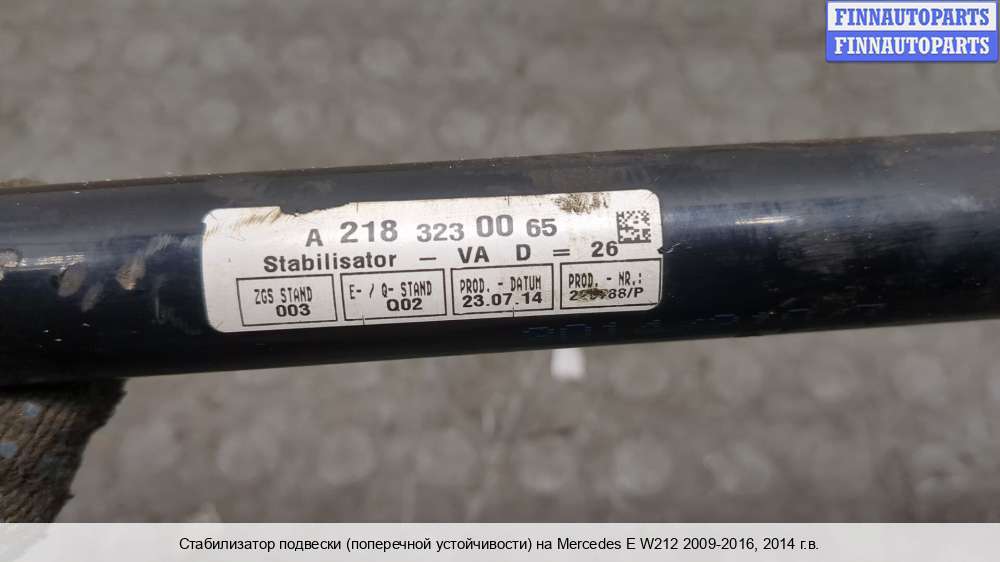 FINNAUTOPARTS
FINNAUTOPARTS
A 218 323 00 65
Stabilisator - VA D = 26
ZGS STAND
003
E- / Q- STAND
Q02
PROD. - DATUM
23.07.14
PROD. - NR.:
Стабилизатор подвески (поперечной устойчивости) на Mercedes E W212 2009-2016, 2014 г.в.